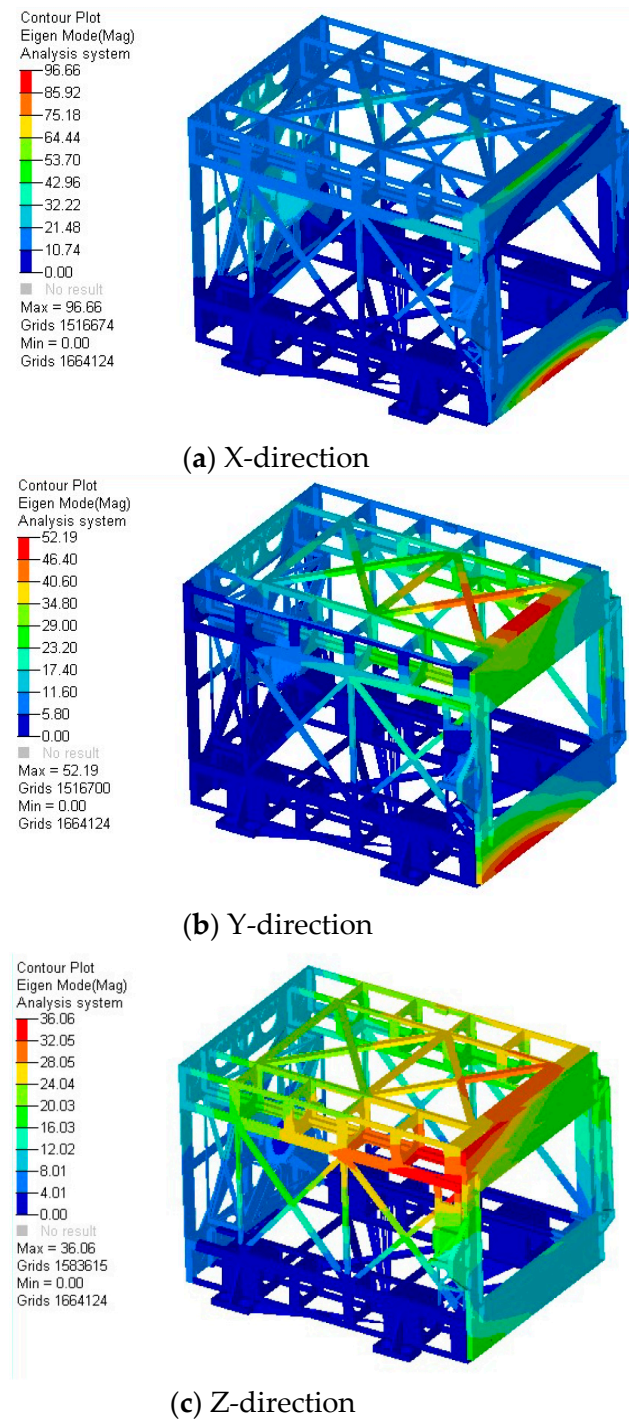 Contour Plot
Eigen Mode(Mag)
Analysis system
96.66
85.92
75.18
64.44
53.70
42.96
32.22
21.48
10.74
0.00
No result
Max = 96.66
Grids 1516674
Min = 0.00
Grids 1664124
(a) X-direction
Contour Plot
Eigen Mode(Mag)
Analysis system
52.19
46.40
40.60
34.80
29.00
23.20
17.40
11.60
5.80
0.00
No result
Max = 52.19
Grids 1516700
Min = 0.00
Grids 1664124
(b) Y-direction
Contour Plot
Eigen Mode(Mag)
Analysis system
36.06
32.05
28.05
24.04
20.03
16.03
12.02
8.01
4.01
0.00
No result
Max = 36.06
Grids 1583615
Min = 0.00
Grids 1664124
(c) Z-direction